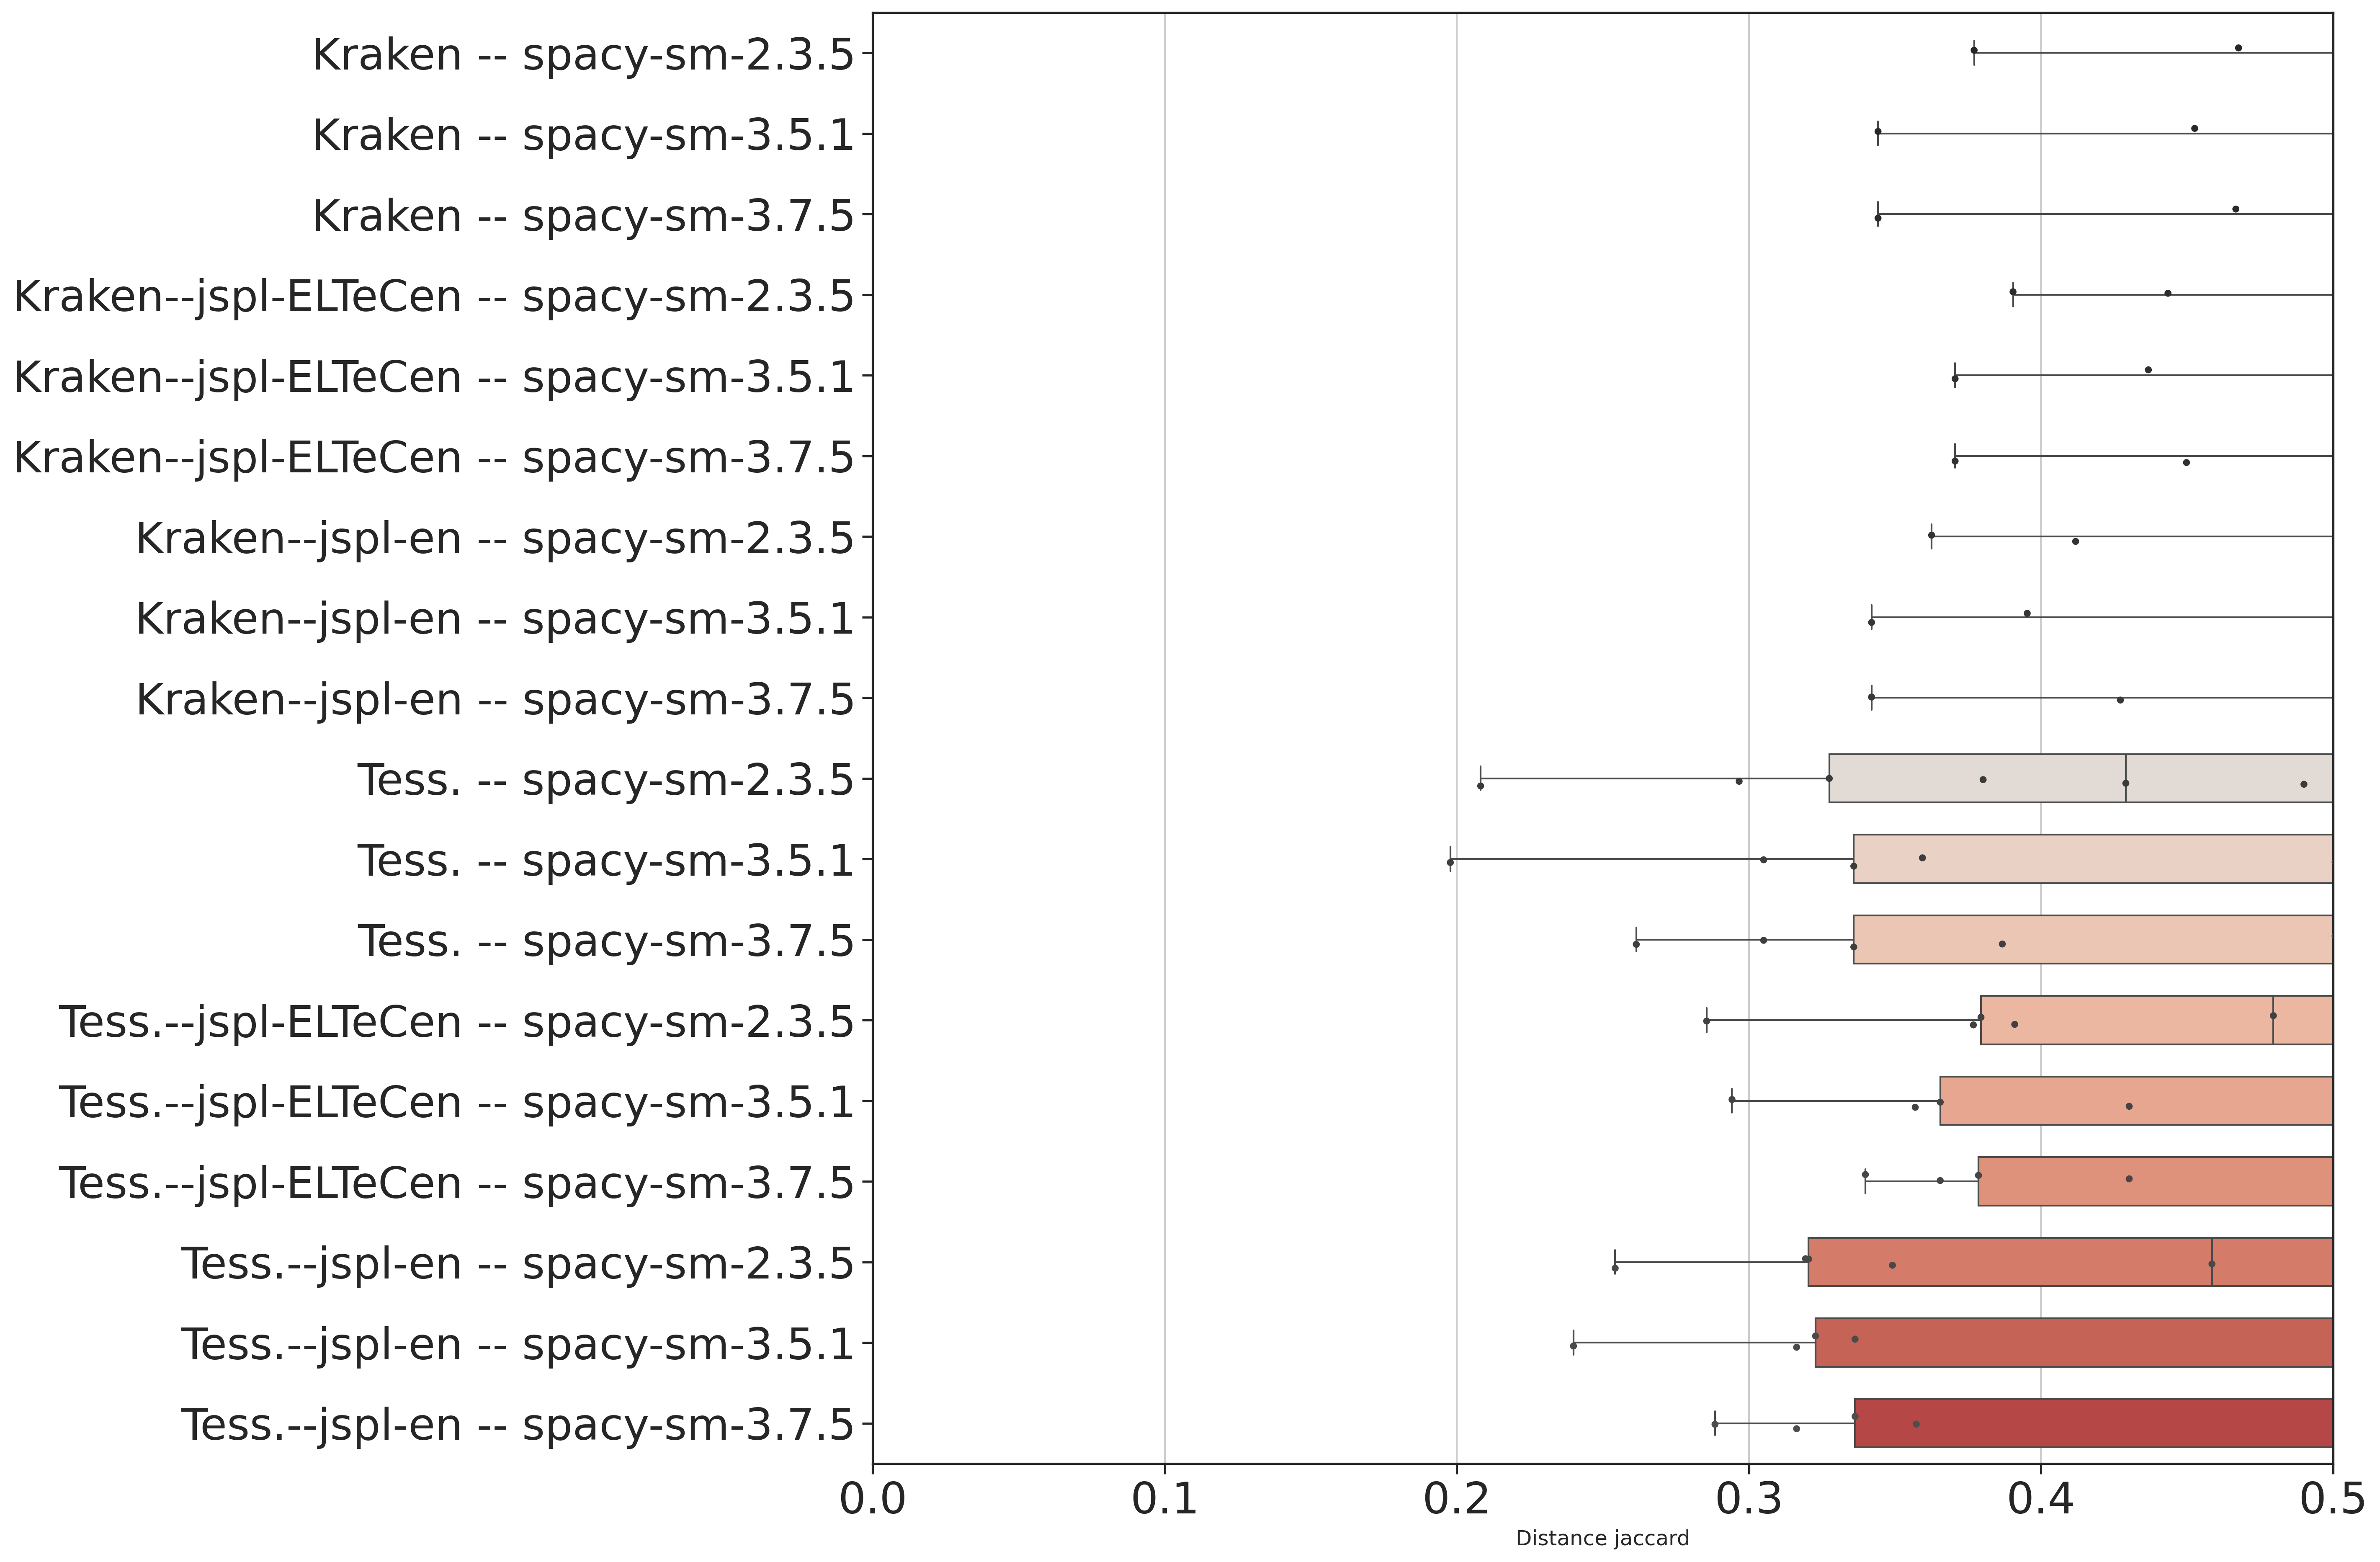 Kraken -- spacy-sm-2.3.5
Kraken -- spacy-sm-3.5.1
Kraken -- spacy-sm-3.7.5
Kraken--jspl-ELTeCen -- spacy-sm-2.3.5
Kraken--jspl-ELTeCen -- spacy-sm-3.5.1
Kraken--jspl-ELTeCen -- spacy-sm-3.7.5
Kraken--jspl-en -- spacy-sm-2.3.5
Kraken--jspl-en -- spacy-sm-3.5.1
Kraken--jspl-en -- spacy-sm-3.7.5
Tess. -- spacy-sm-2.3.5
Tess. -- spacy-sm-3.5.1
Tess. -- spacy-sm-3.7.5
Tess.--jspl-ELTeCen -- spacy-sm-2.3.5
Tess.--jspl-ELTeCen -- spacy-sm-3.5.1
Tess.--jspl-ELTeCen -- spacy-sm-3.7.5
Tess.--jspl-en -- spacy-sm-2.3.5
Tess.--jspl-en -- spacy-sm-3.5.1
Tess.--jspl-en -- spacy-sm-3.7.5
0.0 0.1 0.2 0.3 0.4 0.5
Distance jaccard